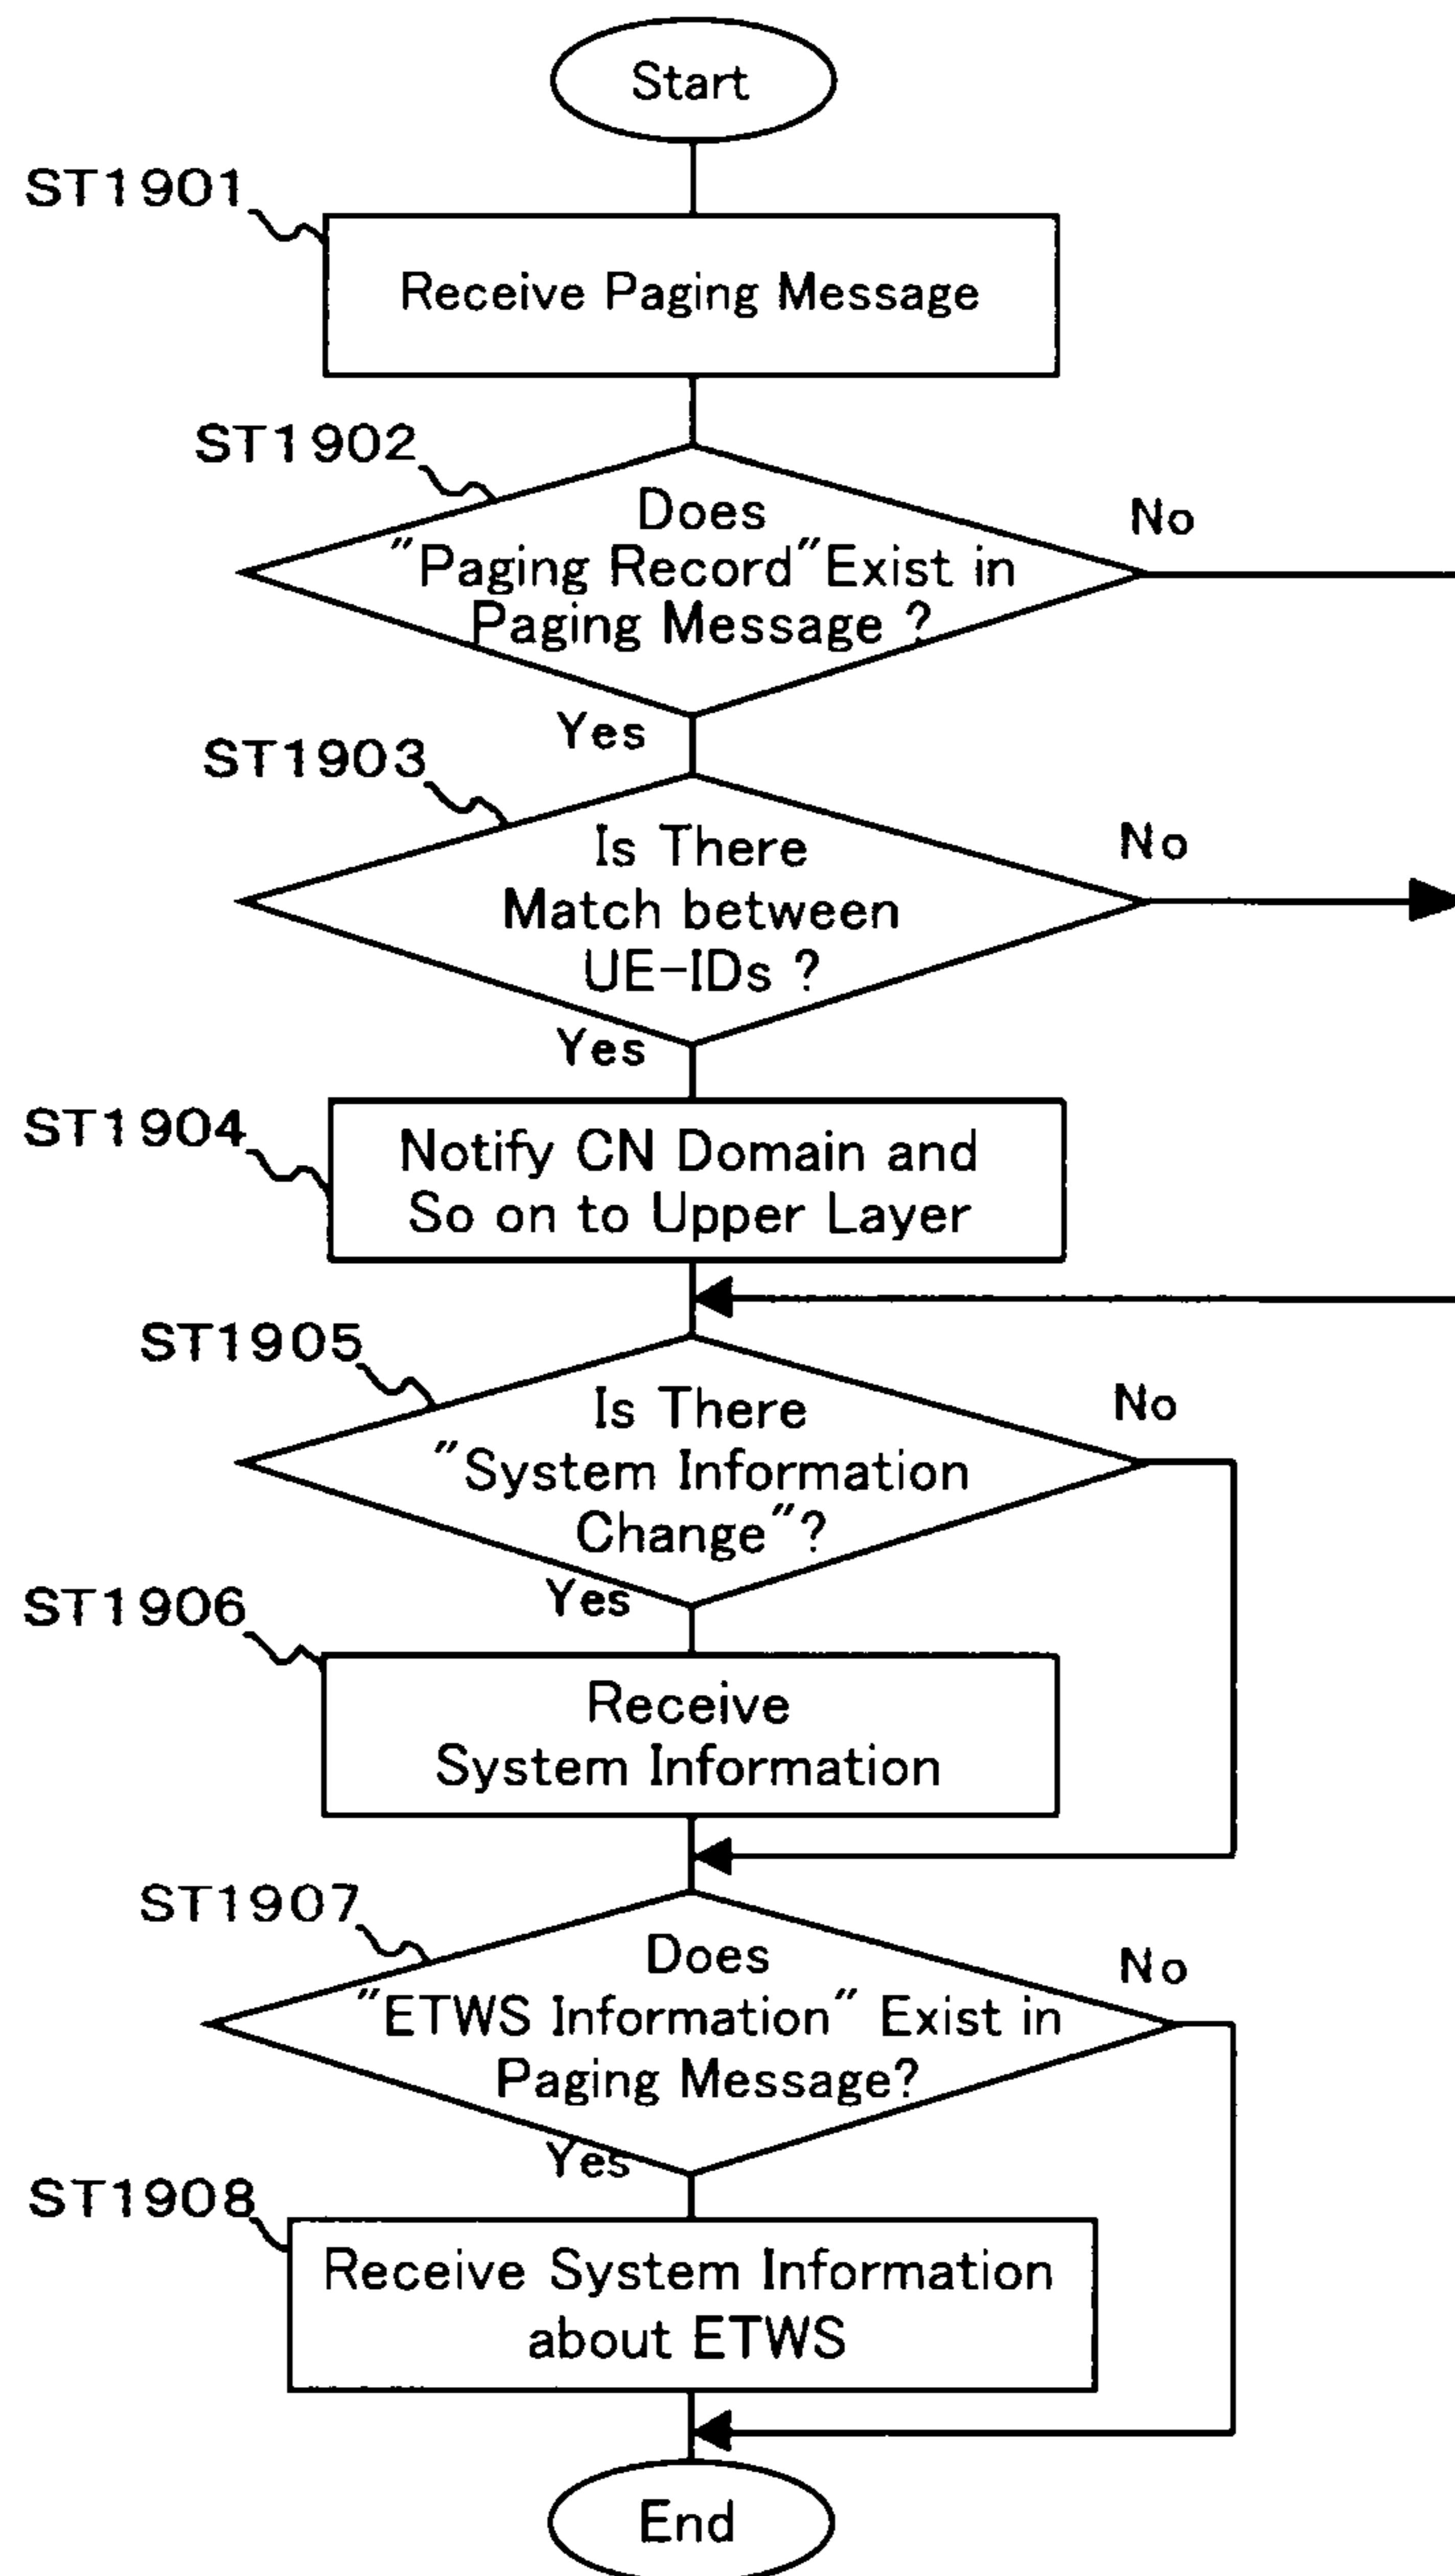 Start
ST1901
Receive Paging Message
ST1902
Does
"Paging Record"Exist in
Paging Message ?
No
Yes
ST1903
Is There
Match between
UE-IDs ?
No
Yes
ST1904
Notify CN Domain and
So on to Upper Layer
ST1905
Is There
"System Information
Change"?
No
Yes
ST1906
Receive
System Information
ST1907
Does
"ETWS Information" Exist in
Paging Message?
No
Yes
ST1908
Receive System Information
about ETWS
End